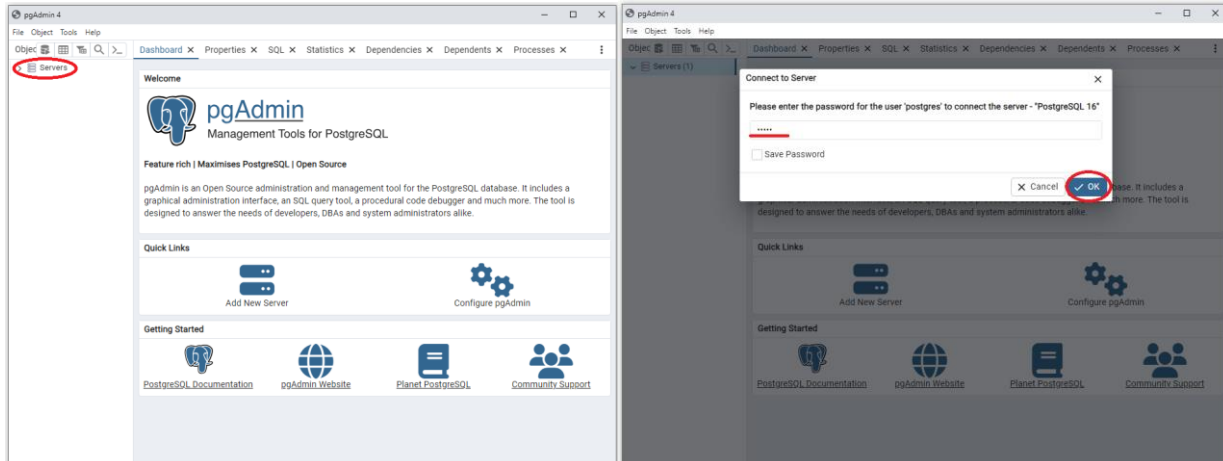 pgAdmin 4
File Object Tools Help
Objec
Dashboard Properties SQL Statistics Dependencies Dependents Processes
Servers
Welcome
pgAdmin
Management Tools for PostgreSQL
Feature rich | Maximises PostgreSQL | Open Source
pgAdmin is an Open Source administration and management tool for the PostgreSQL database. It includes a
graphical administration interface, an SQL query tool, a procedural code debugger and much more. The tool is
designed to answer the needs of developers, DBAs and system administrators alike.
Quick Links
Add New Server
Configure pgAdmin
Getting Started
PostgreSQL Documentation
pgAdmin Website
Planet PostgreSQL
Community Support
pgAdmin 4
File Object Tools Help
Objec
Dashboard Properties SQL Statistics Dependencies Dependents Processes
Servers (1)
Connect to Server
Please enter the password for the user 'postgres' to connect the server - "PostgreSQL 16"
•••••
Save Password
Cancel
OK
base. It includes a
ch more. The tool is
designed to answer the needs of developers, DBAs and system administrators alike.
Quick Links
Add New Server
Configure pgAdmin
Getting Started
PostgreSQL Documentation
pgAdmin Website
Planet PostgreSQL
Community Support